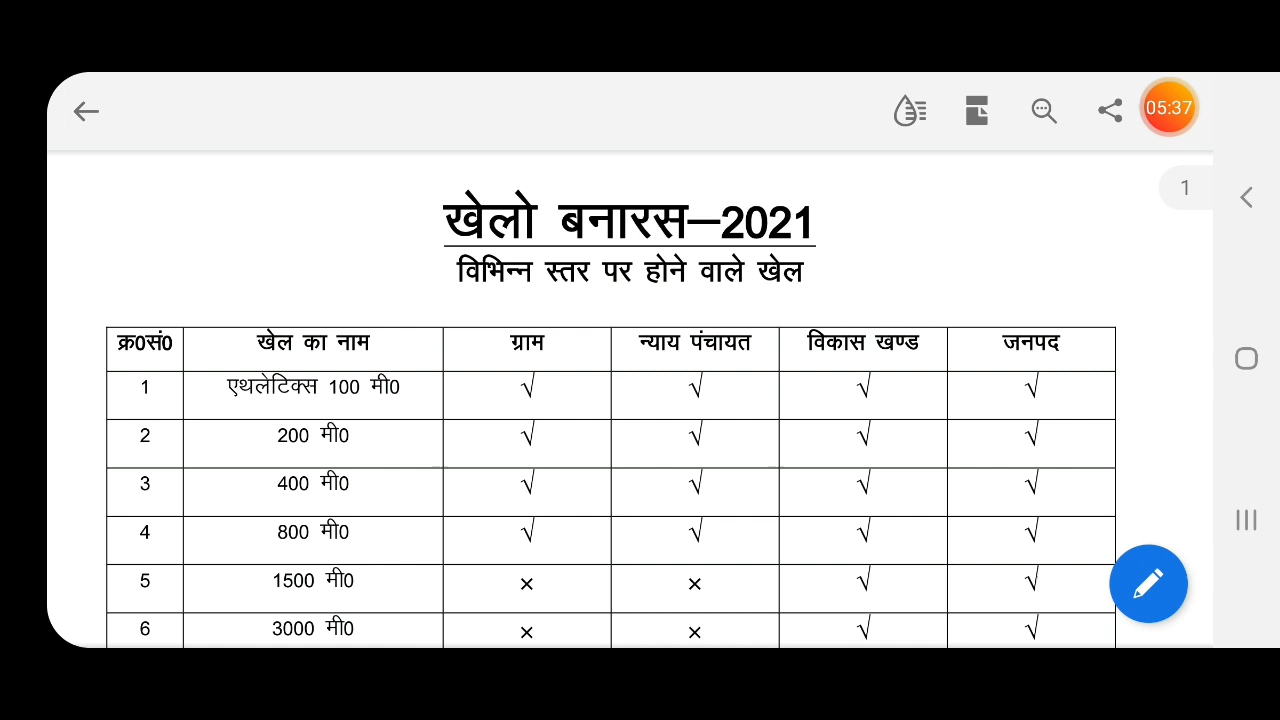 05:37
1
खेलो बनारस–2021
विभिन्न स्तर पर होने वाले खेल
क्र0सं0 खेल का नाम ग्राम न्याय पंचायत विकास खण्ड जनपद
1 एथलेटिक्स 100 मी0 √ √ √ √
2 200 मी0 √ √ √ √
3 400 मी0 √ √ √ √
4 800 मी0 √ √ √ √
5 1500 मी0 × × √ √
6 3000 मी0 × × √ √